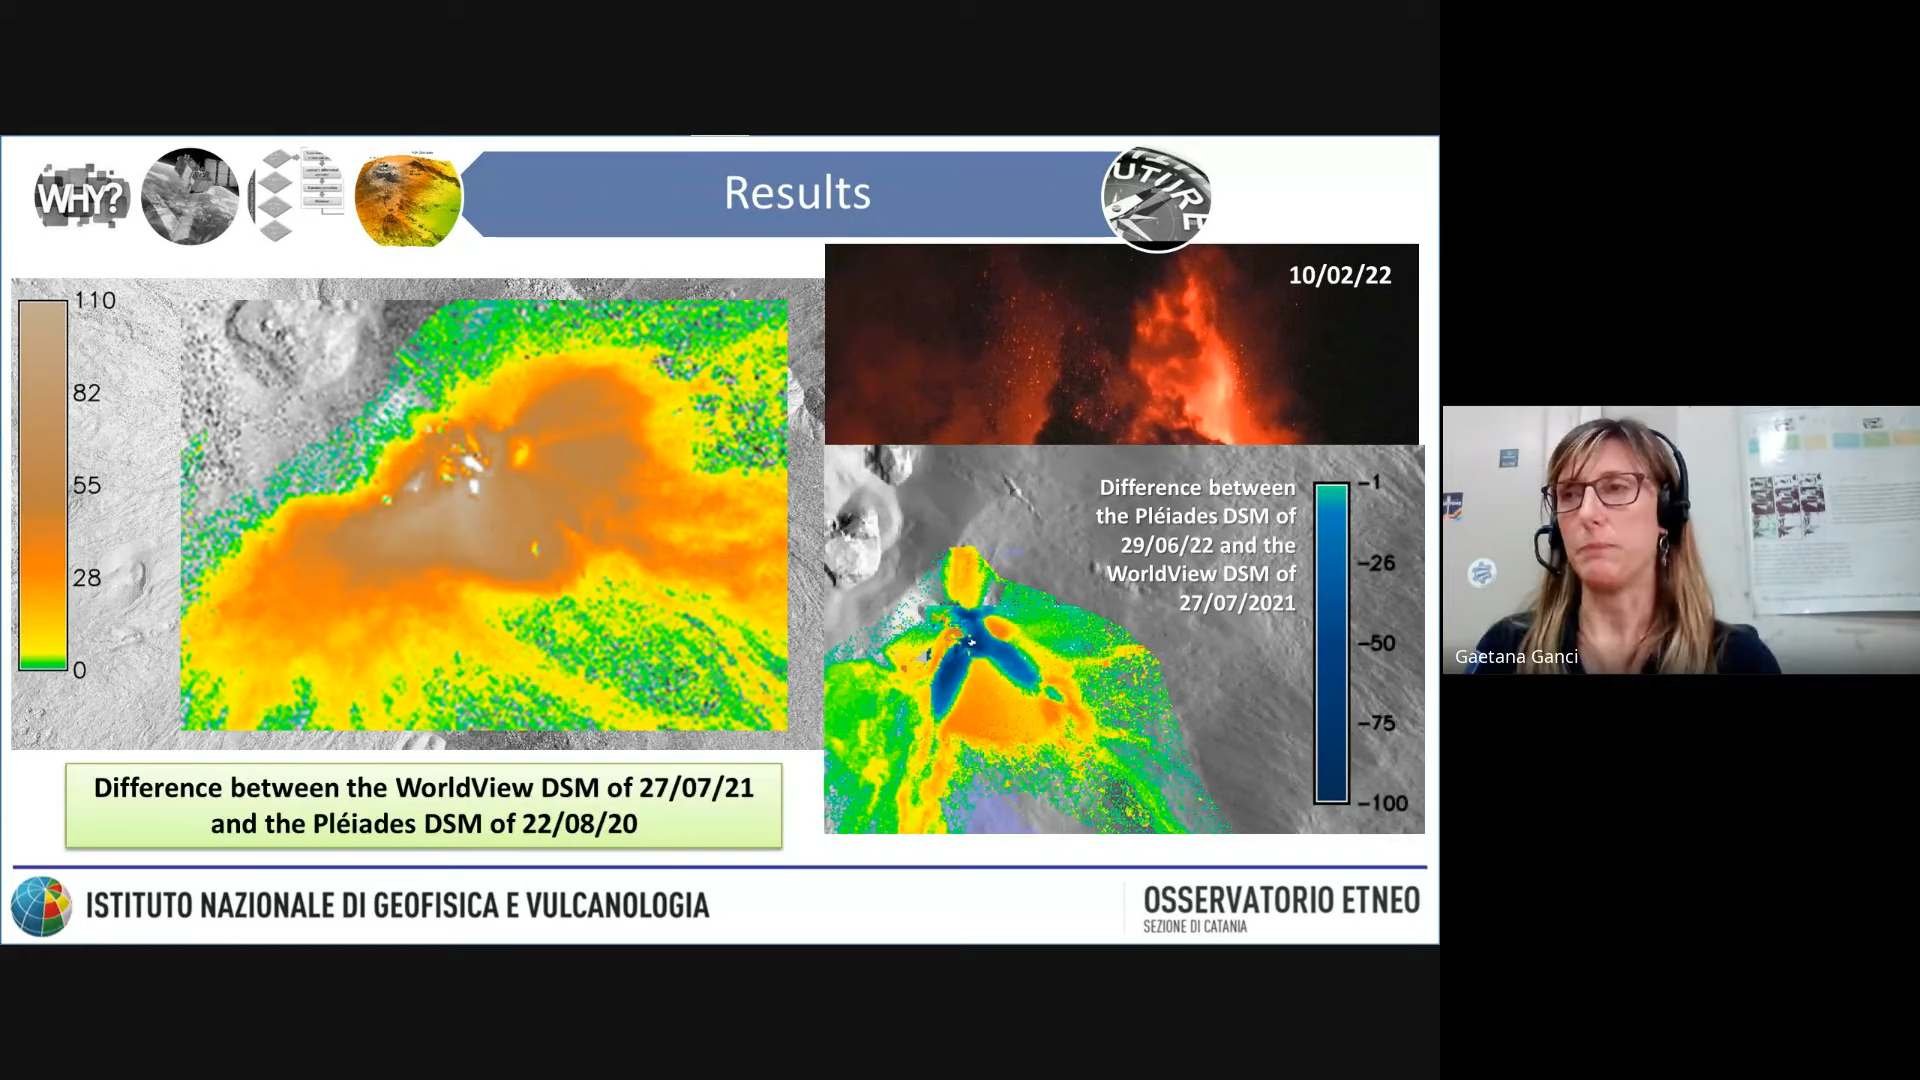 WHY?
Results
UTURE
110
82
55
28
0
10/02/22
Difference between
the Pléiades DSM of
29/06/22 and the
WorldView DSM of
27/07/2021
−1
−26
−50
−75
−100
Difference between the WorldView DSM of 27/07/21
and the Pléiades DSM of 22/08/20
ISTITUTO NAZIONALE DI GEOFISICA E VULCANOLOGIA
OSSERVATORIO ETNEO
SEZIONE DI CATANIA
Gaetana Ganci